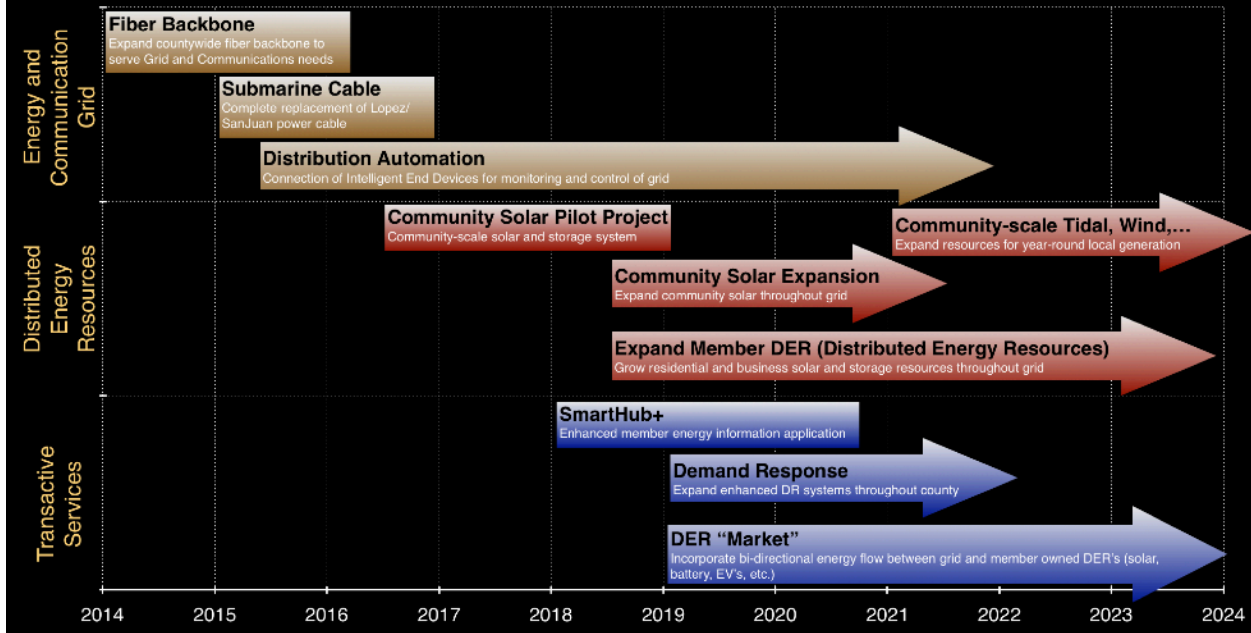 Energy and
Communication
Grid
Fiber Backbone
Expand countywide fiber backbone to
serve Grid and Communications needs
Submarine Cable
Complete replacement of Lopez/
SanJuan power cable
Distribution Automation
Connection of Intelligent End Devices for monitoring and control of grid
Distributed
Energy
Resources
Community Solar Pilot Project
Community-scale solar and storage system
Community-scale Tidal, Wind,...
Expand resources for year-round local generation
Community Solar Expansion
Expand community solar throughout grid
Expand Member DER (Distributed Energy Resources)
Grow residential and business solar and storage resources throughout grid
Transactive
Services
SmartHub+
Enhanced member energy information application
Demand Response
Expand enhanced DR systems throughout county
DER “Market”
Incorporate bi-directional energy flow between grid and member owned DER's (solar,
battery, EV's, etc.)
2014 2015 2016 2017 2018 2019 2020 2021 2022 2023 2024